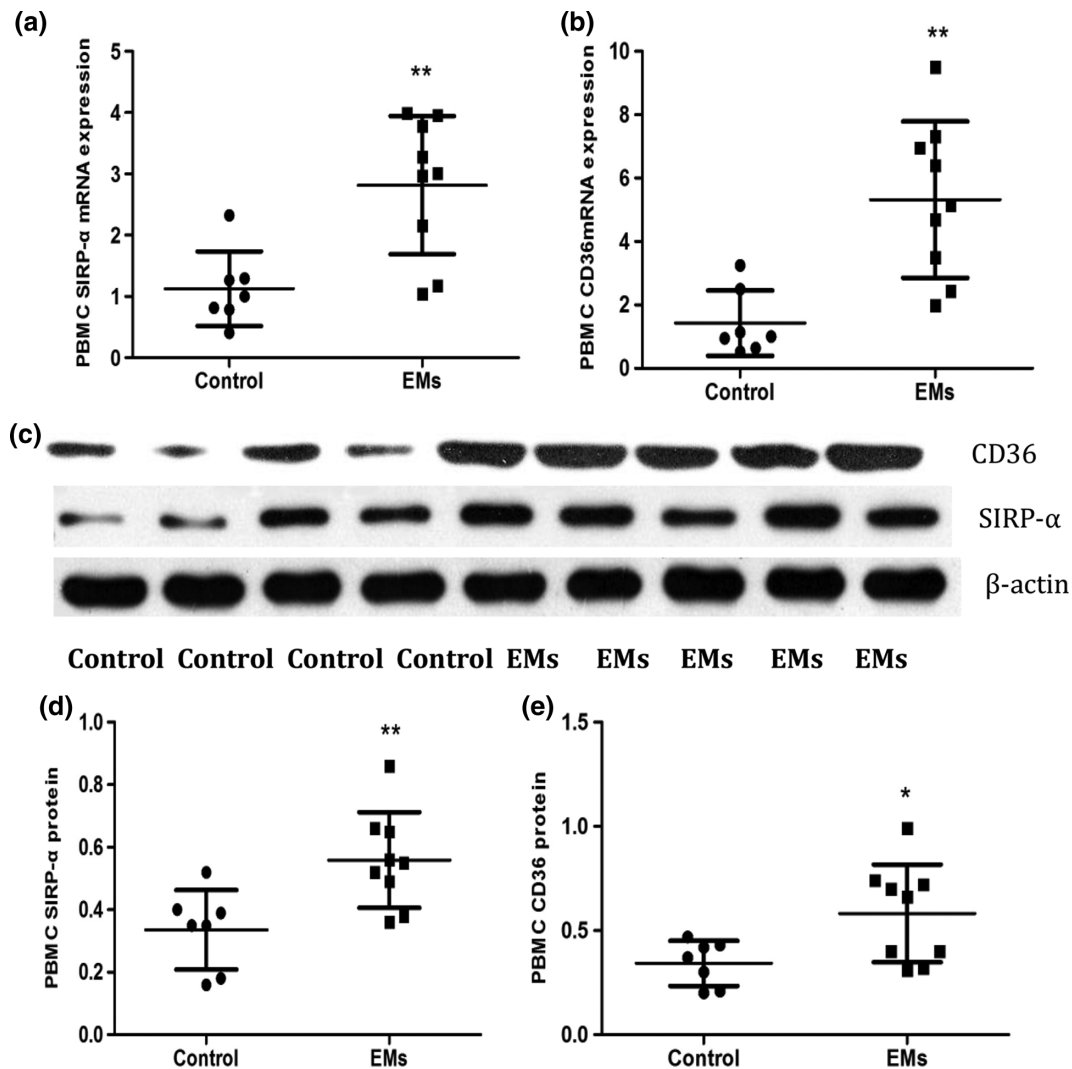 (a)
PBMC SIRP-α mRNA expression
5
4
3
2
1
0
**
Control EMs
(b)
PBMC CD36mRNA expression
10
8
6
4
2
0
**
Control EMs
(c)
CD36
SIRP-α
β-actin
Control Control Control Control EMs EMs EMs EMs EMs
(d)
PBMC SIRP-α protein
1.0
0.8
0.6
0.4
0.2
0.0
**
Control EMs
(e)
PBMC CD36 protein
1.5
1.0
0.5
0.0
*
Control EMs